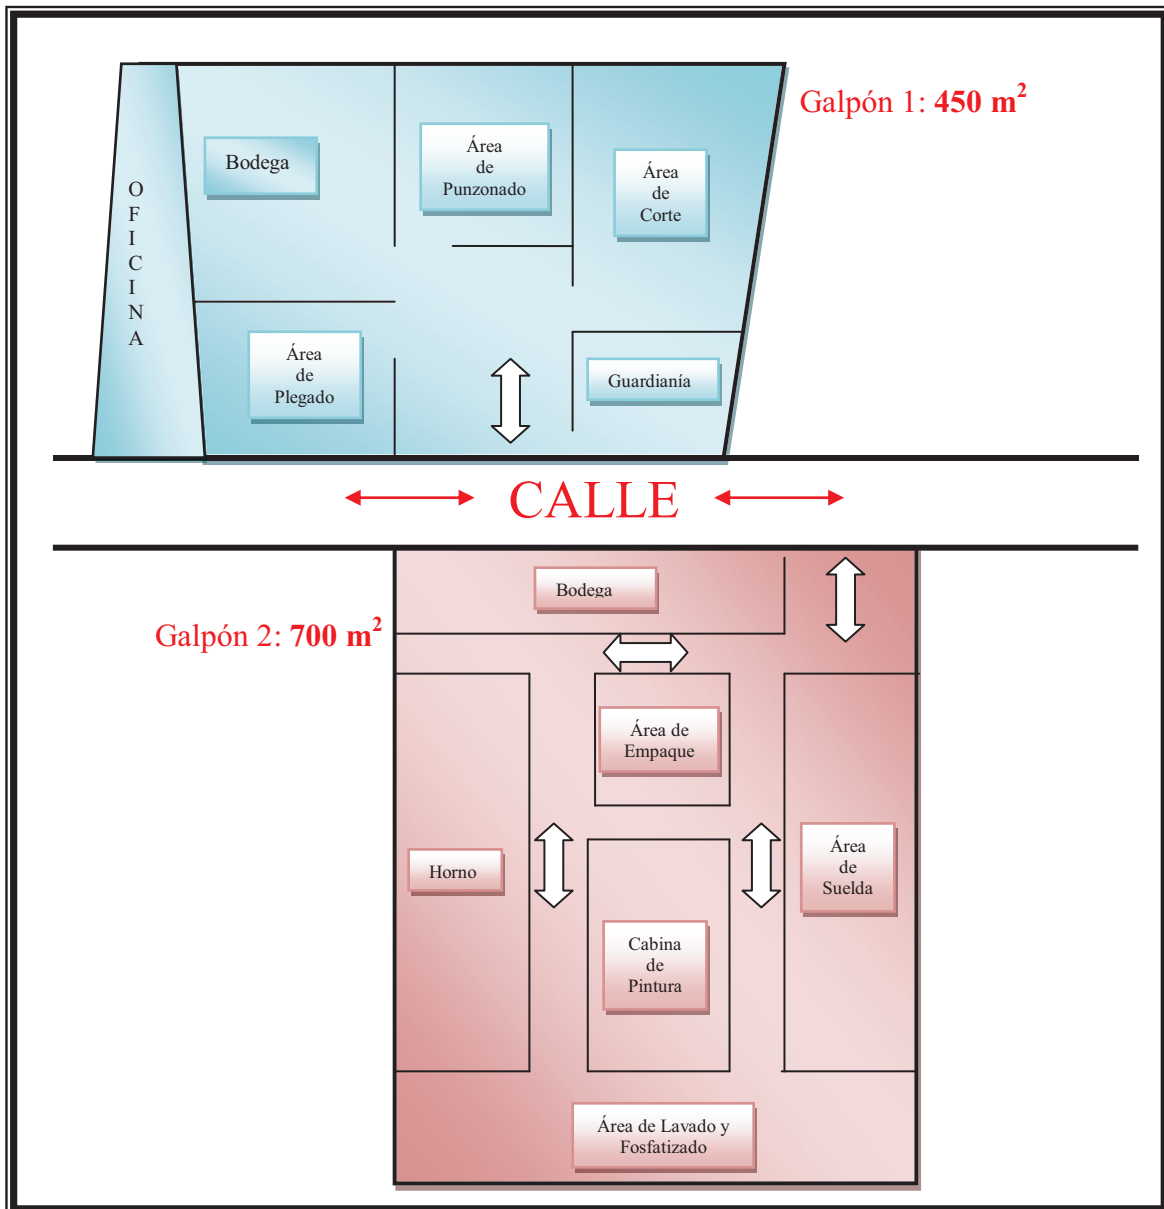 Galpón 1: 450 m²
OFICINA
Bodega
Área
de
Punzonado
Área
de
Corte
Área
de
Plegado
Guardianía
CALLE
Bodega
Galpón 2: 700 m²
Área de
Empaque
Horno
Área
de
Suelda
Cabina
de
Pintura
Área de Lavado y
Fosfatizado